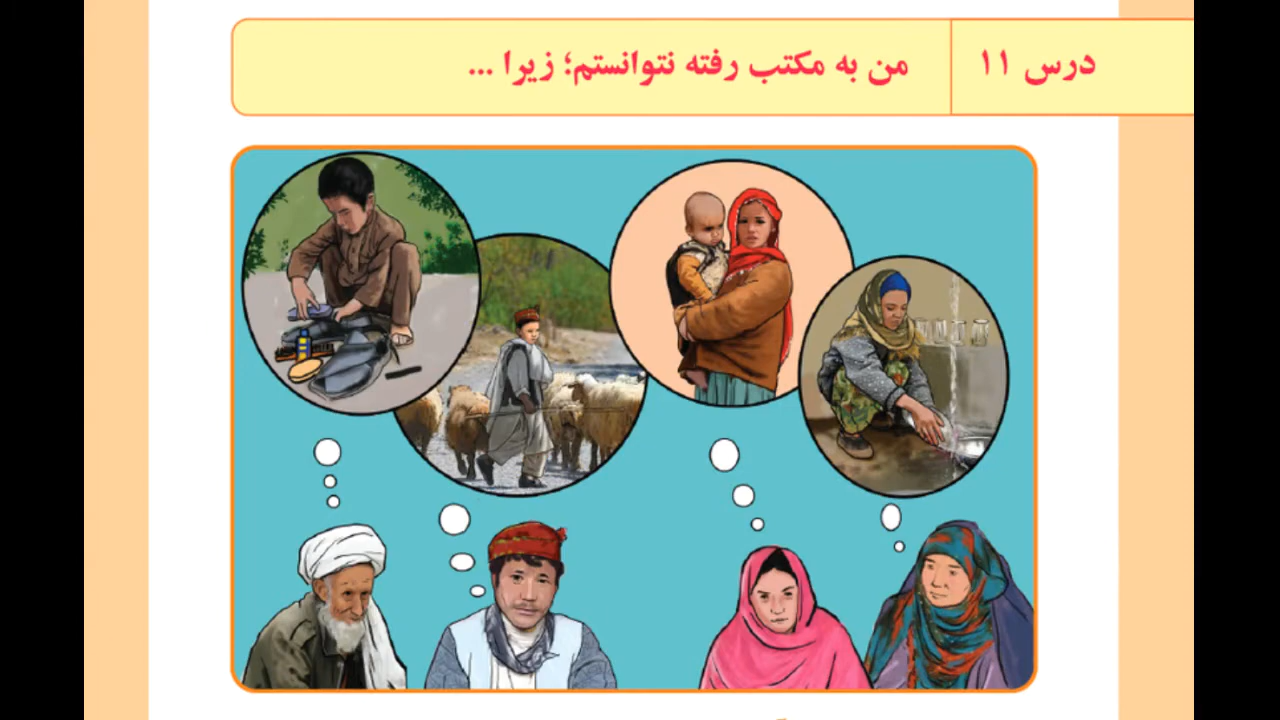 درس ۱۱
من به مکتب رفته نتوانستم؛ زیرا ...